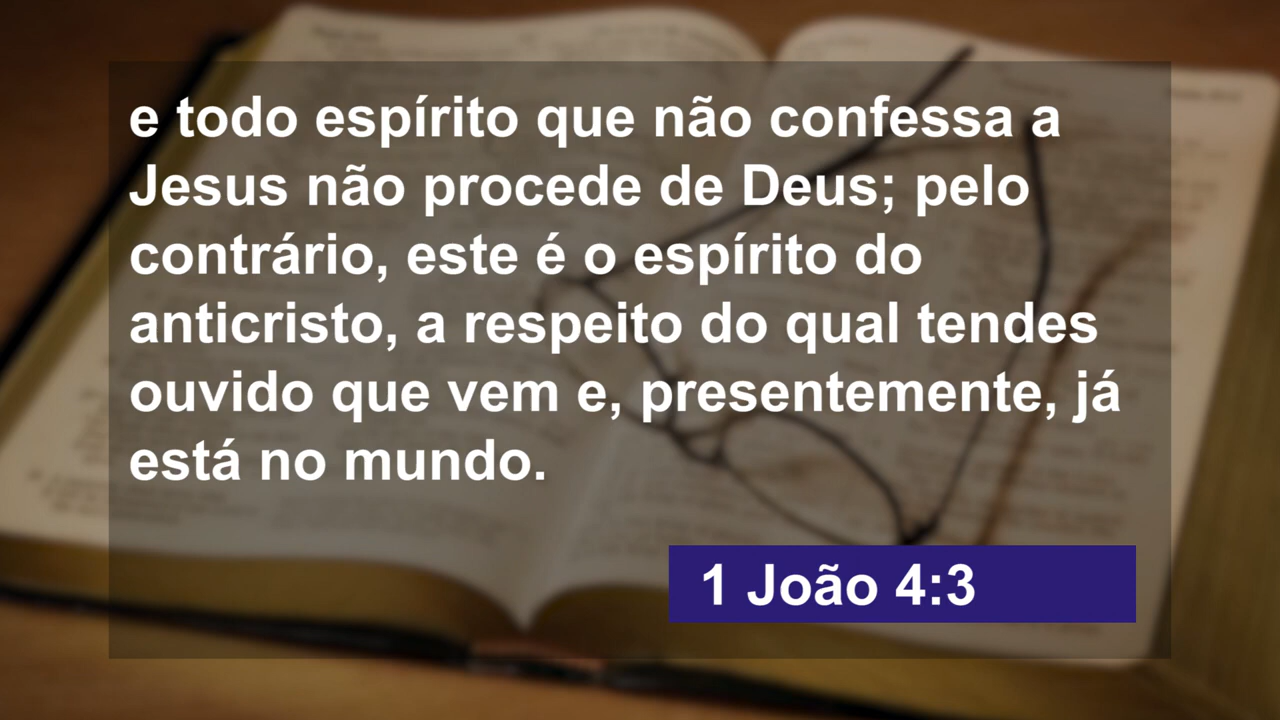 e todo espírito que não confessa a
Jesus não procede de Deus; pelo
contrário, este é o espírito do
anticristo, a respeito do qual tendes
ouvido que vem e, presentemente, já
está no mundo.
1 João 4:3